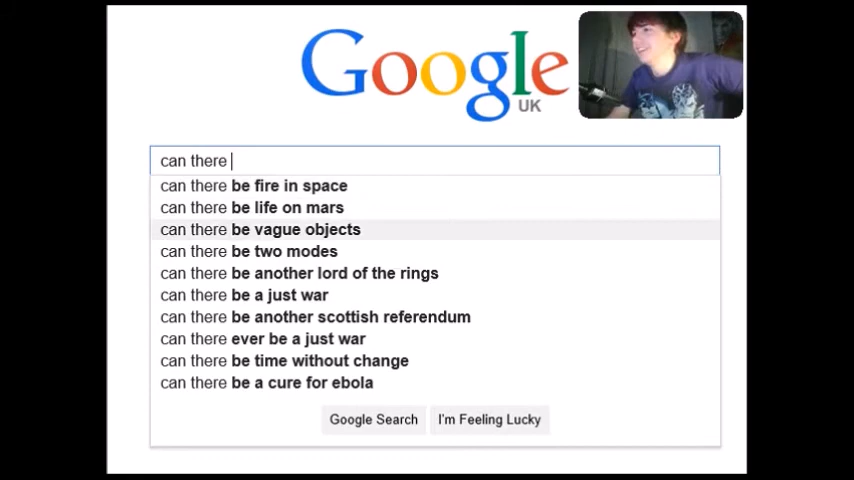 Google
UK
can there
can there be fire in space
can there be life on mars
can there be vague objects
can there be two modes
can there be another lord of the rings
can there be a just war
can there be another scottish referendum
can there ever be a just war
can there be time without change
can there be a cure for ebola
Google Search
I'm Feeling Lucky